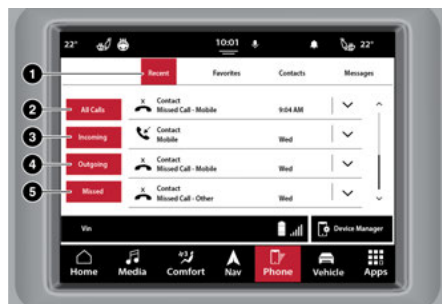 22° 10:01 22°
1 Recent Favorites Contacts Messages
2 All Calls
Contact
Missed Call - Mobile 9:04 AM
3 Incoming
Contact
Mobile Wed
4 Outgoing
Contact
Missed Call - Mobile Wed
5 Missed
Contact
Missed Call - Other Wed
Vin Device Manager
Home Media Comfort Nav Phone Vehicle Apps